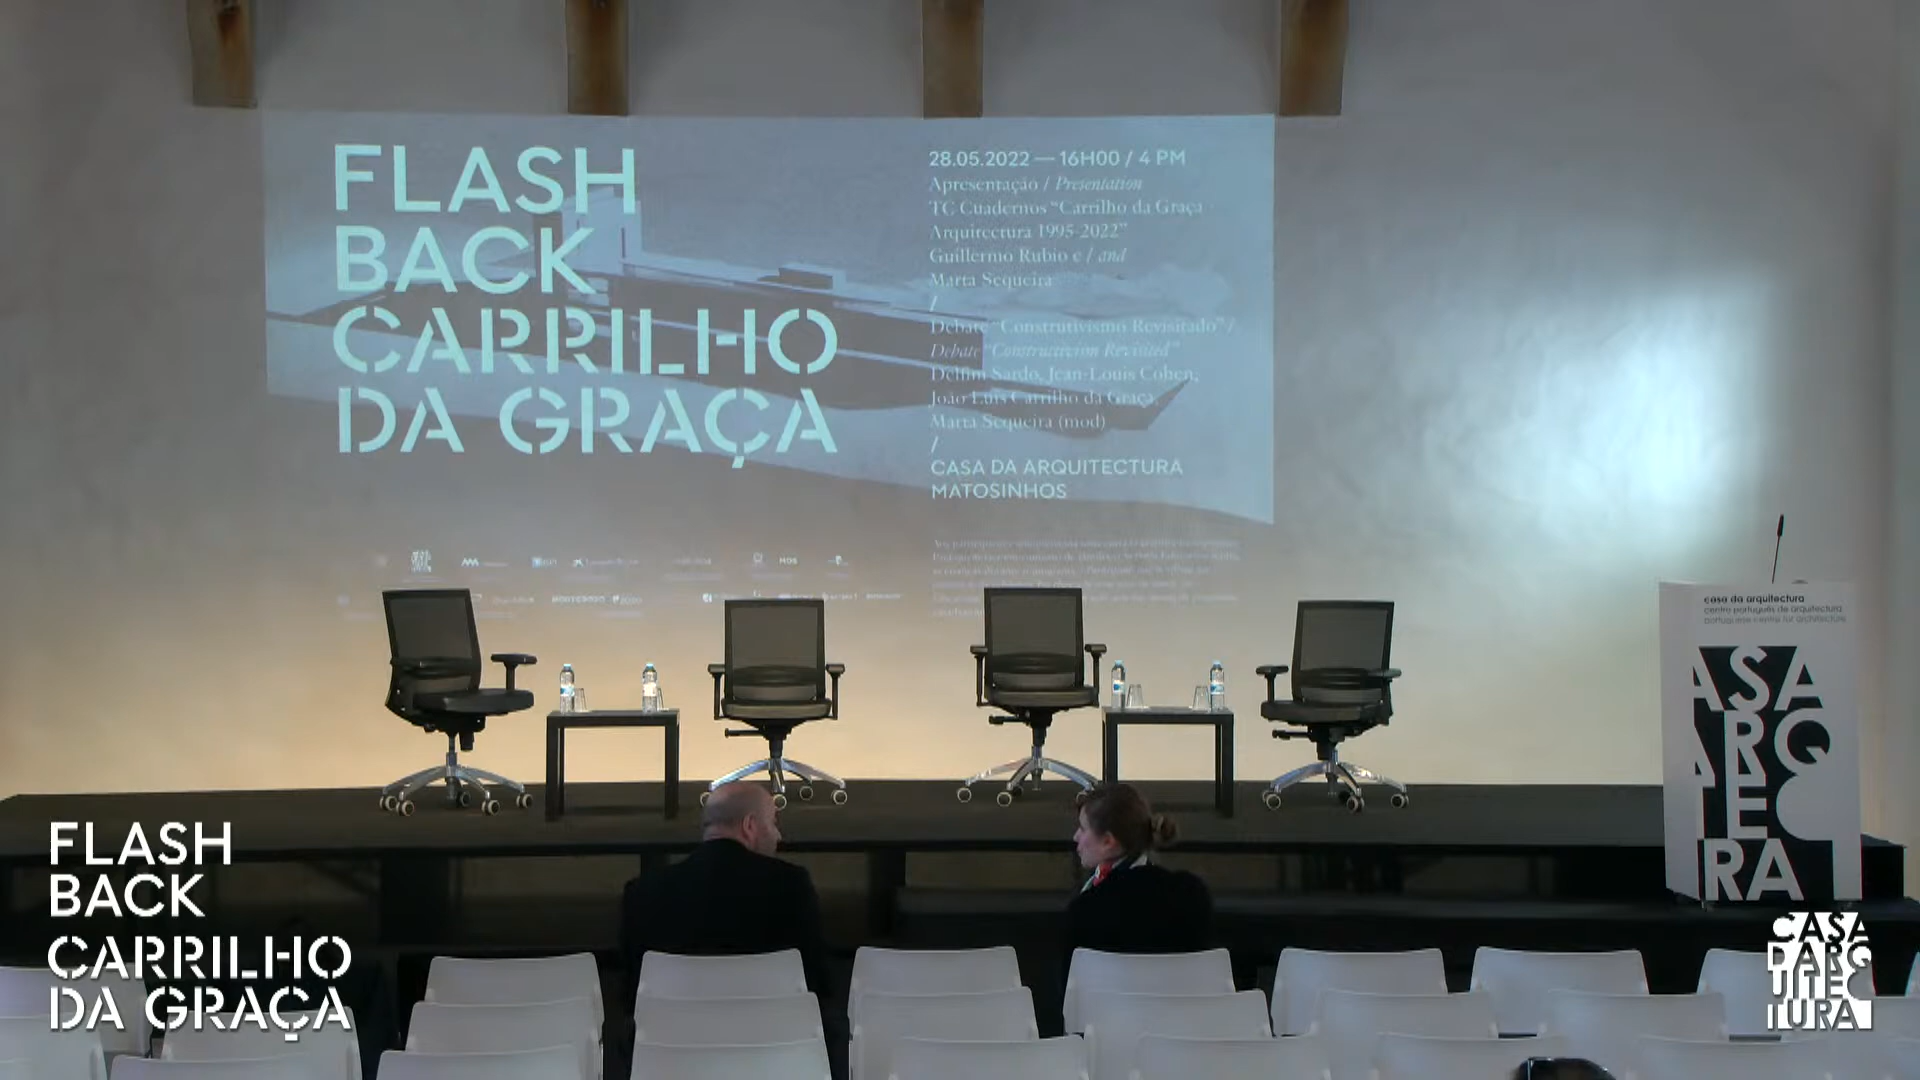 FLASH
BACK
CARRILHO
DA GRAÇA
28.05.2022 — 16H00 / 4 PM
Apresentação / Presentation
TC Cuadernos “Carrilho da Graça
Arquitectura 1995-2022”
Guillermo Rubio e / and
Marta Sequeira
/
Debate “Construtivismo Revisitado” /
Debate “Constructivism Revisited”
Delfim Sardo, Jean-Louis Cohen,
João Luís Carrilho da Graça,
Marta Sequeira (mod)
/
CASA DA ARQUITECTURA
MATOSINHOS
casa da arquitectura
centro português de arquitectura
portuguese center for architecture
ASA
ARQ
TE
RA
FLASH
BACK
CARRILHO
DA GRAÇA
CASA
DARQ
UITEC
TURA